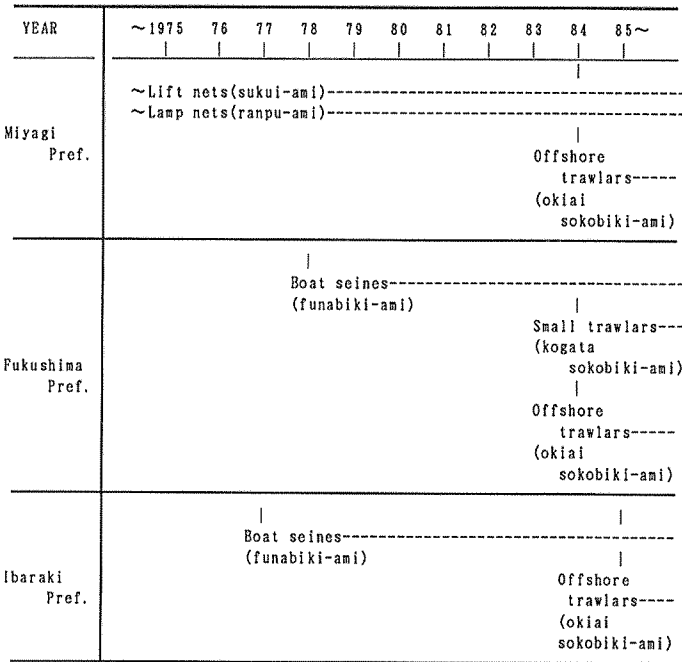 YEAR ~1975 76 77 78 79 80 81 82 83 84 85~
~Lift nets(sukui-ami)
~Lamp nets(ranpu-ami)
Miyagi
Pref.
Offshore
trawlars
(okiai
sokobiki-ami)
Boat seines
(funabiki-ami)
Small trawlars
(kogata
sokobiki-ami)
Fukushima
Pref.
Offshore
trawlars
(okiai
sokobiki-ami)
Boat seines
(funabiki-ami)
Ibaraki
Pref.
Offshore
trawlars
(okiai
sokobiki-ami)